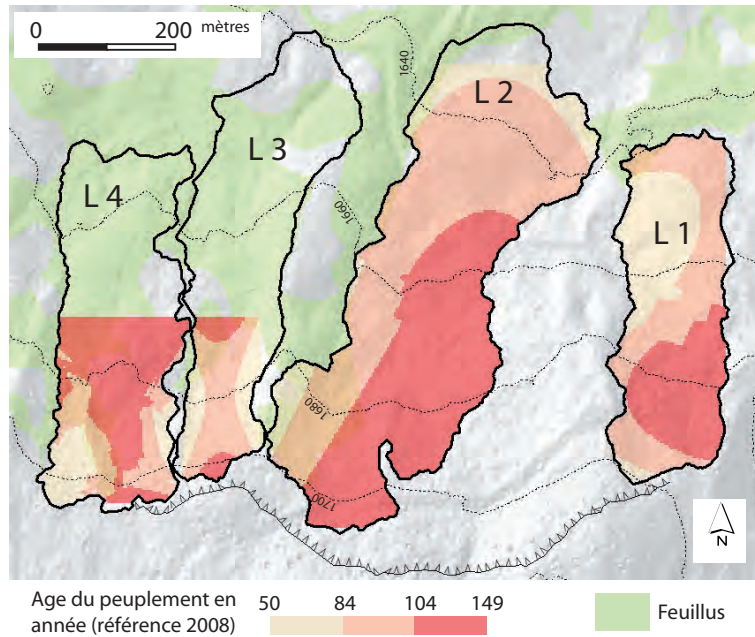 0 200 mètres
1640
L 2
L 3
L 4
1660
L 1
1680
1700
N
Age du peuplement en
année (référence 2008)
50 84 104 149
Feuillus